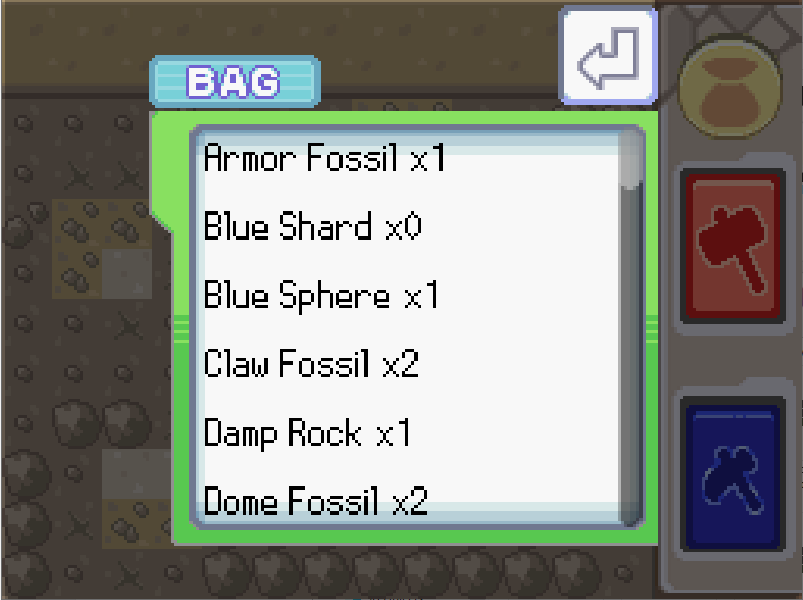 BAG
Armor Fossil x1
Blue Shard x0
Blue Sphere x1
Claw Fossil x2
Damp Rock x1
Dome Fossil x2